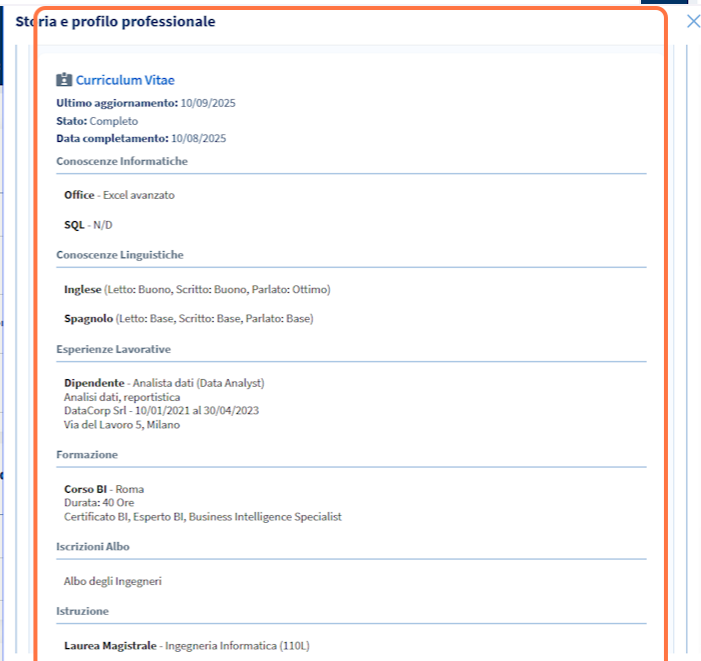 Storia e profilo professionale
Curriculum Vitae
Ultimo aggiornamento: 10/09/2025
Stato: Completo
Data completamento: 10/08/2025
Conoscenze Informatiche
Office - Excel avanzato
SQL - N/D
Conoscenze Linguistiche
Inglese (Letto: Buono, Scritto: Buono, Parlato: Ottimo)
Spagnolo (Letto: Base, Scritto: Base, Parlato: Base)
Esperienze Lavorative
Dipendente - Analista dati (Data Analyst)
Analisi dati, reportistica
DataCorp Srl - 10/01/2021 al 30/04/2023
Via del Lavoro 5, Milano
Formazione
Corso BI - Roma
Durata: 40 Ore
Certificato BI, Esperto BI, Business Intelligence Specialist
Iscrizioni Albo
Albo degli Ingegneri
Istruzione
Laurea Magistrale - Ingegneria Informatica (110L)